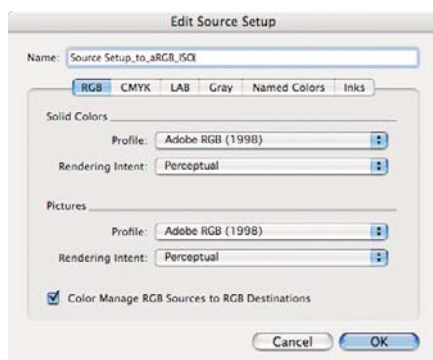 Edit Source Setup
Name: Source Setup_to_aRGB_ISO
RGB CMYK LAB Gray Named Colors Inks
Solid Colors
Profile: Adobe RGB (1998)
Rendering Intent: Perceptual
Pictures
Profile: Adobe RGB (1998)
Rendering Intent: Perceptual
Color Manage RGB Sources to RGB Destinations
Cancel OK